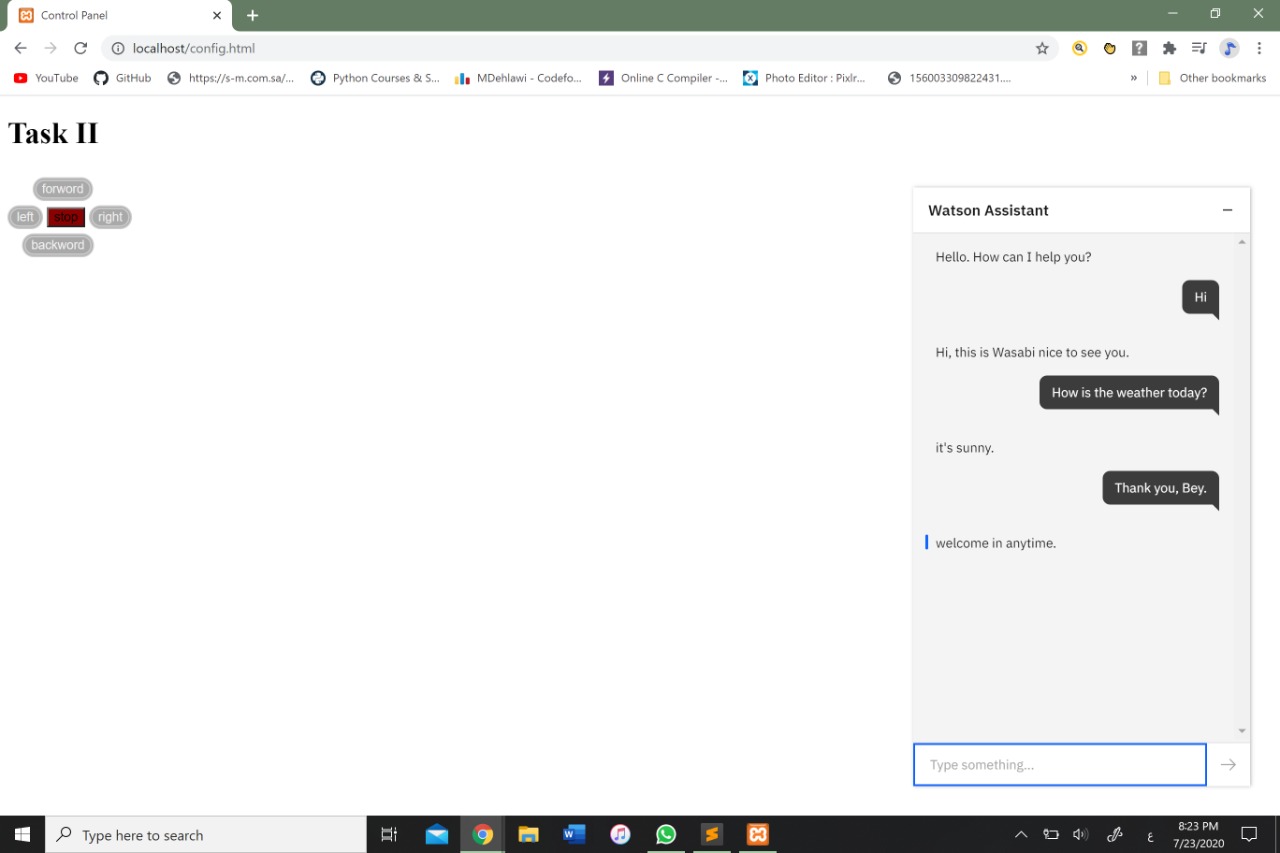 Control Panel
localhost/config.html
YouTube GitHub https://s-m.com.sa/... Python Courses & S... MDehlawi - Codefo... Online C Compiler -... Photo Editor : Pixlr... 156003309822431.... » Other bookmarks
Task II
forword
left stop right
backword
Watson Assistant
Hello. How can I help you?
Hi
Hi, this is Wasabi nice to see you.
How is the weather today?
it's sunny.
Thank you, Bey.
welcome in anytime.
Type something...
Type here to search
ع
8:23 PM
7/23/2020